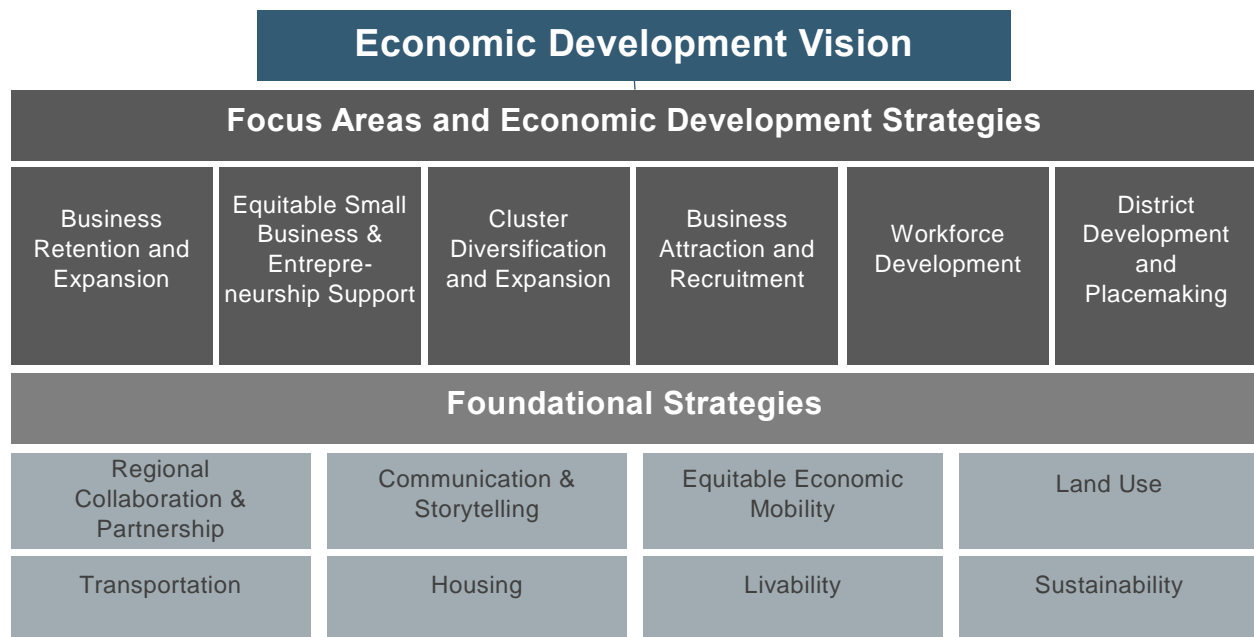 Economic Development Vision
Focus Areas and Economic Development Strategies
Business
Retention and
Expansion
Equitable Small
Business &
Entrepre-
neurship Support
Cluster
Diversification
and Expansion
Business
Attraction and
Recruitment
Workforce
Development
District
Development
and
Placemaking
Foundational Strategies
Regional
Collaboration &
Partnership
Communication &
Storytelling
Equitable Economic
Mobility
Land Use
Transportation
Housing
Livability
Sustainability